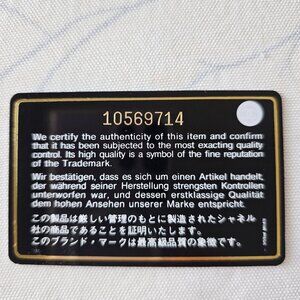 10569714
We certify the authenticity of this item and confirm
that it has been subjected to the most exacting quality
control. Its high quality is a symbol of the fine reputation
of the Trademark.
Wir bestätigen, dass es sich um einen Artikel handelt,
der während seiner Herstellung strengsten Kontrollen
unterworfen war, und dessen erstklassige Qualität
dem hohen Ansehen unserer Marke entspricht.
この製品は厳しい管理のもとに製造されたシャネル
社の商品であることを証明いたします。
このブランド・マークは最高級品質の象徴です。